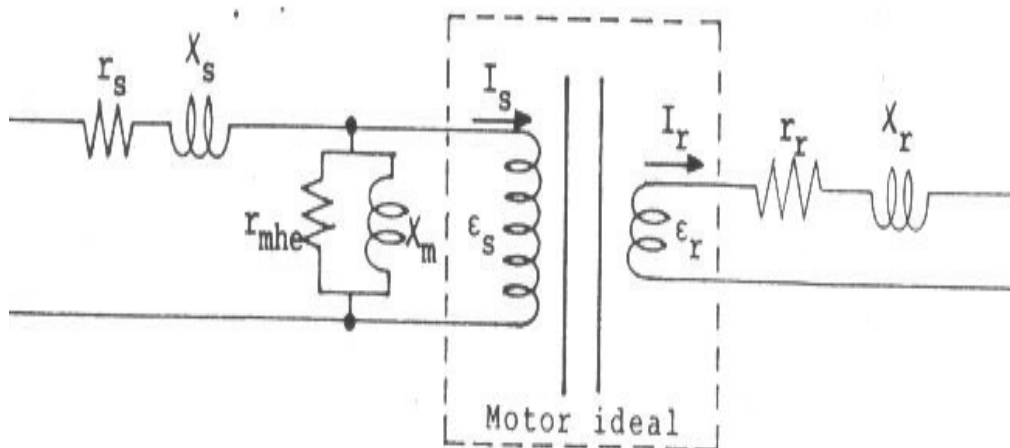 r_s
X_s
I_s
I_r
r_r
X_r
r_mhe
X_m
ε_s
ε_r
Motor ideal